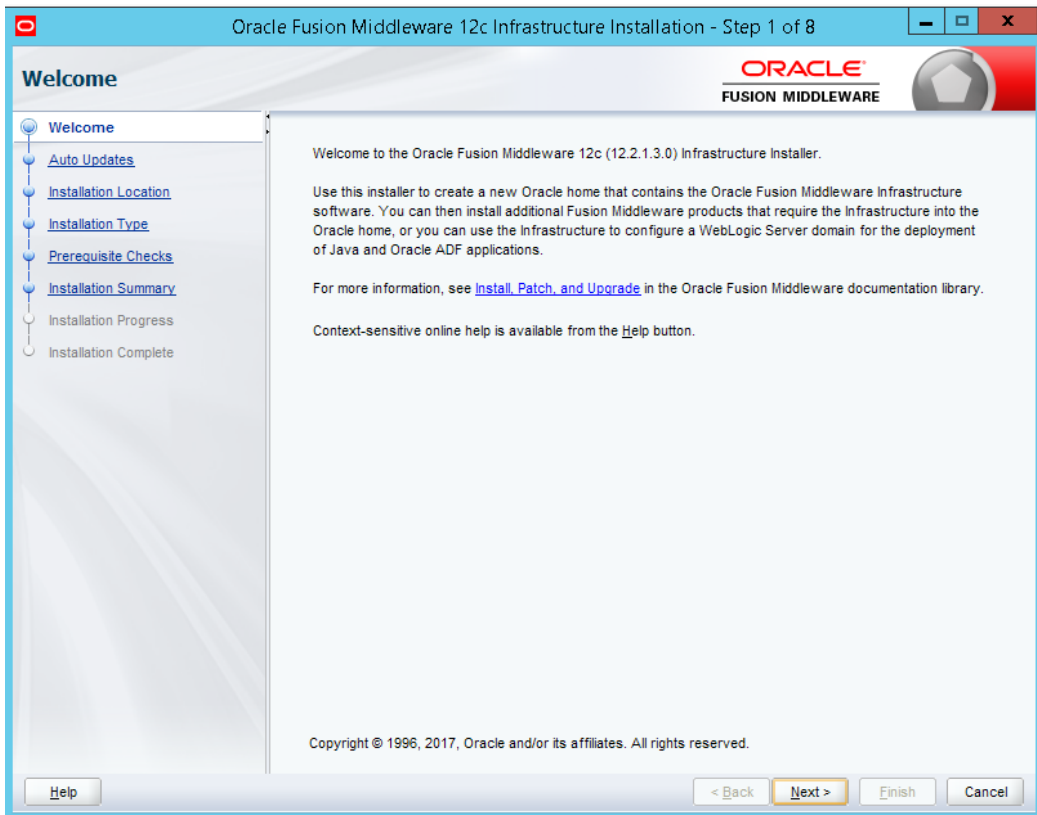 Oracle Fusion Middleware 12c Infrastructure Installation - Step 1 of 8
Welcome
ORACLE
FUSION MIDDLEWARE
Welcome
Auto Updates
Installation Location
Installation Type
Prerequisite Checks
Installation Summary
Installation Progress
Installation Complete
Welcome to the Oracle Fusion Middleware 12c (12.2.1.3.0) Infrastructure Installer.
Use this installer to create a new Oracle home that contains the Oracle Fusion Middleware Infrastructure
software. You can then install additional Fusion Middleware products that require the Infrastructure into the
Oracle home, or you can use the Infrastructure to configure a WebLogic Server domain for the deployment
of Java and Oracle ADF applications.
For more information, see Install, Patch, and Upgrade in the Oracle Fusion Middleware documentation library.
Context-sensitive online help is available from the Help button.
Copyright © 1996, 2017, Oracle and/or its affiliates. All rights reserved.
Help
< Back
Next >
Finish
Cancel